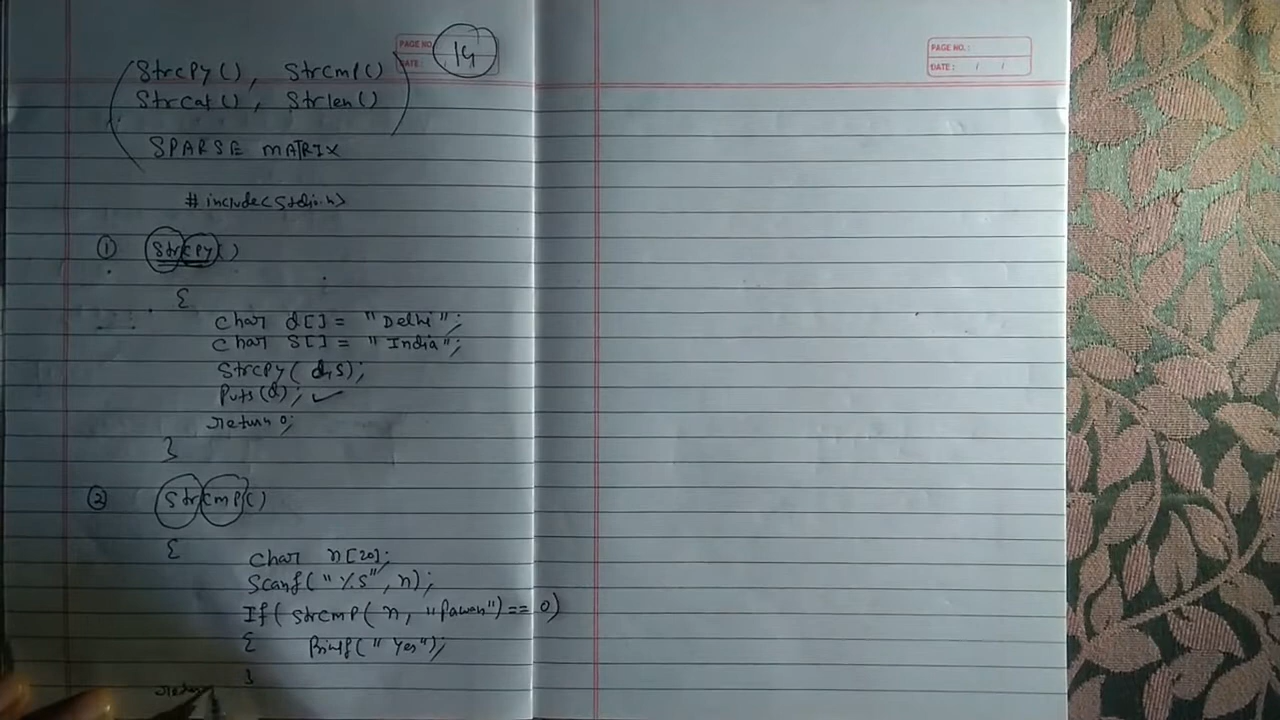 PAGE NO. 14
DATE:
Strcpy(), Strcmp()
Strcat(), Strlen()
SPARSE MATRIX
#include<Stdio.h>
① Strcpy()
{
Char d[] = "Delhi";
Char S[] = "India";
Strcpy( d,S);
Puts(d); ✓
return 0;
}
② Strcmp()
{
Char n[20];
Scanf("%s", n);
If( Strcmp( n, "Pawan") == 0)
{ Printf("Yes");
}
PAGE NO.:
DATE: / /